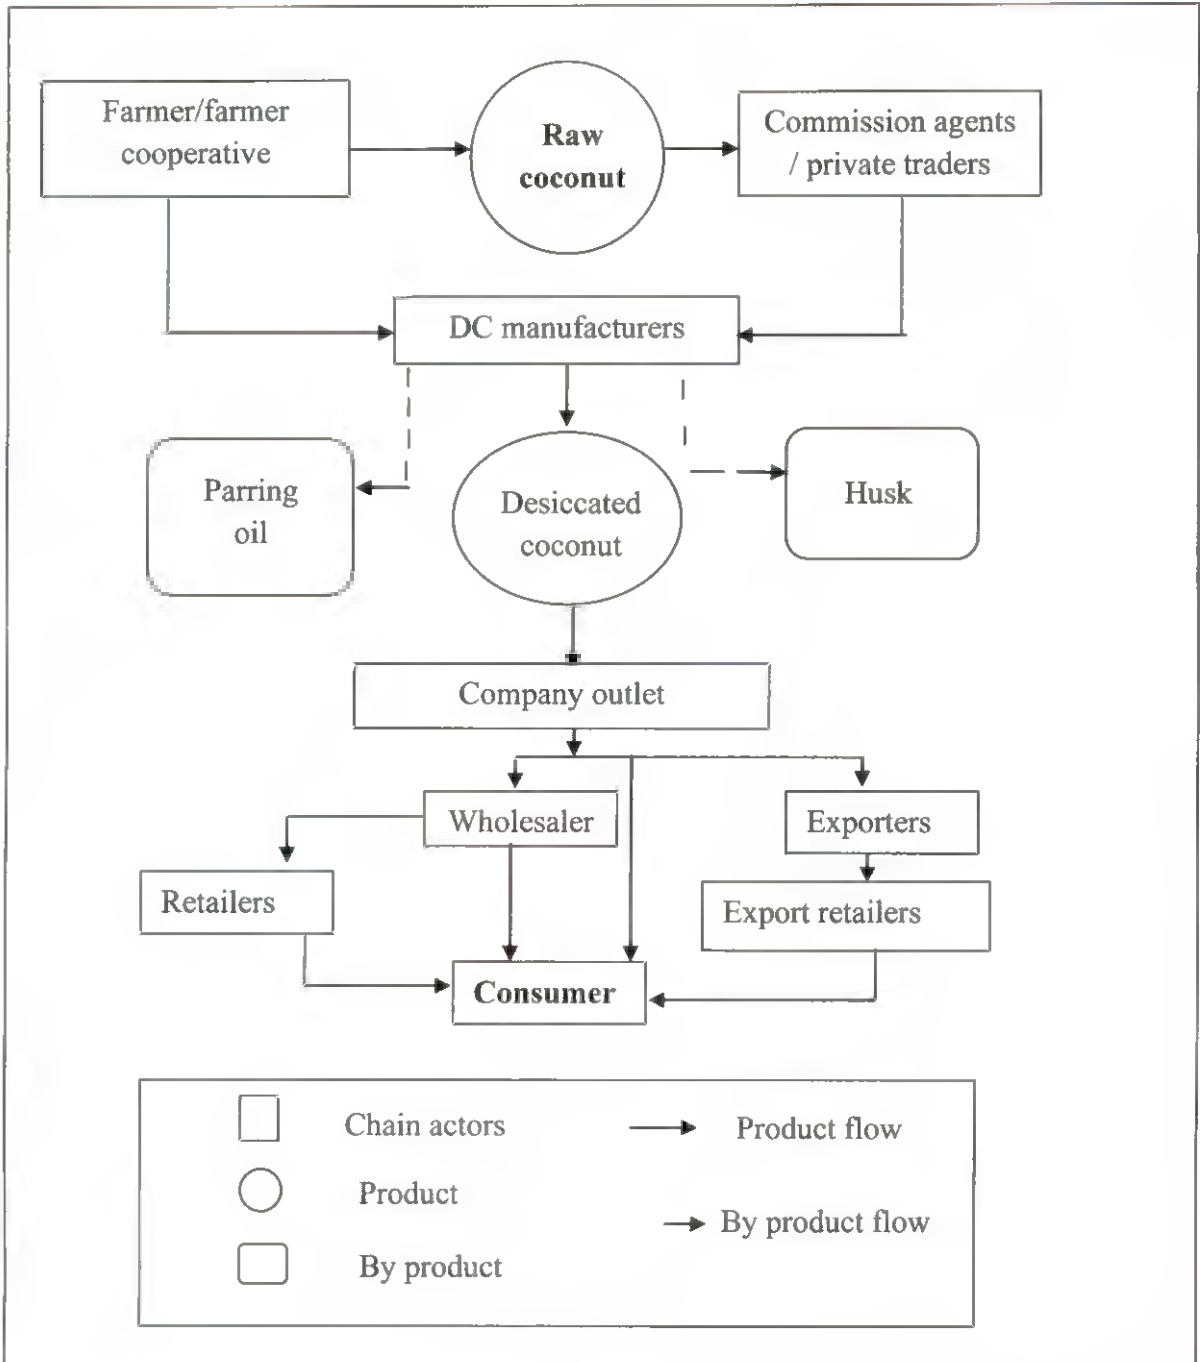 Farmer/farmer
cooperative
Raw
coconut
Commission agents
/ private traders
DC manufacturers
Parring
oil
Desiccated
coconut
Husk
Company outlet
Wholesaler
Exporters
Retailers
Export retailers
Consumer
Chain actors
Product flow
Product
By product flow
By product